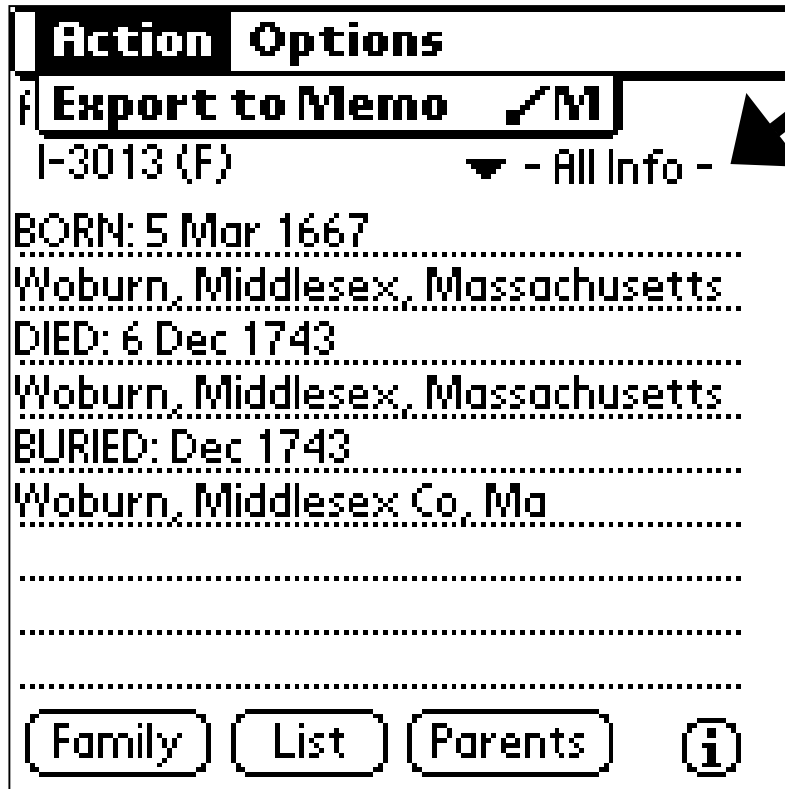 Action Options
Export to Memo ✓M
I-3013 (F) - All Info -
BORN: 5 Mar 1667
Woburn, Middlesex, Massachusetts
DIED: 6 Dec 1743
Woburn, Middlesex, Massachusetts
BURIED: Dec 1743
Woburn, Middlesex Co, Ma
Family List Parents i